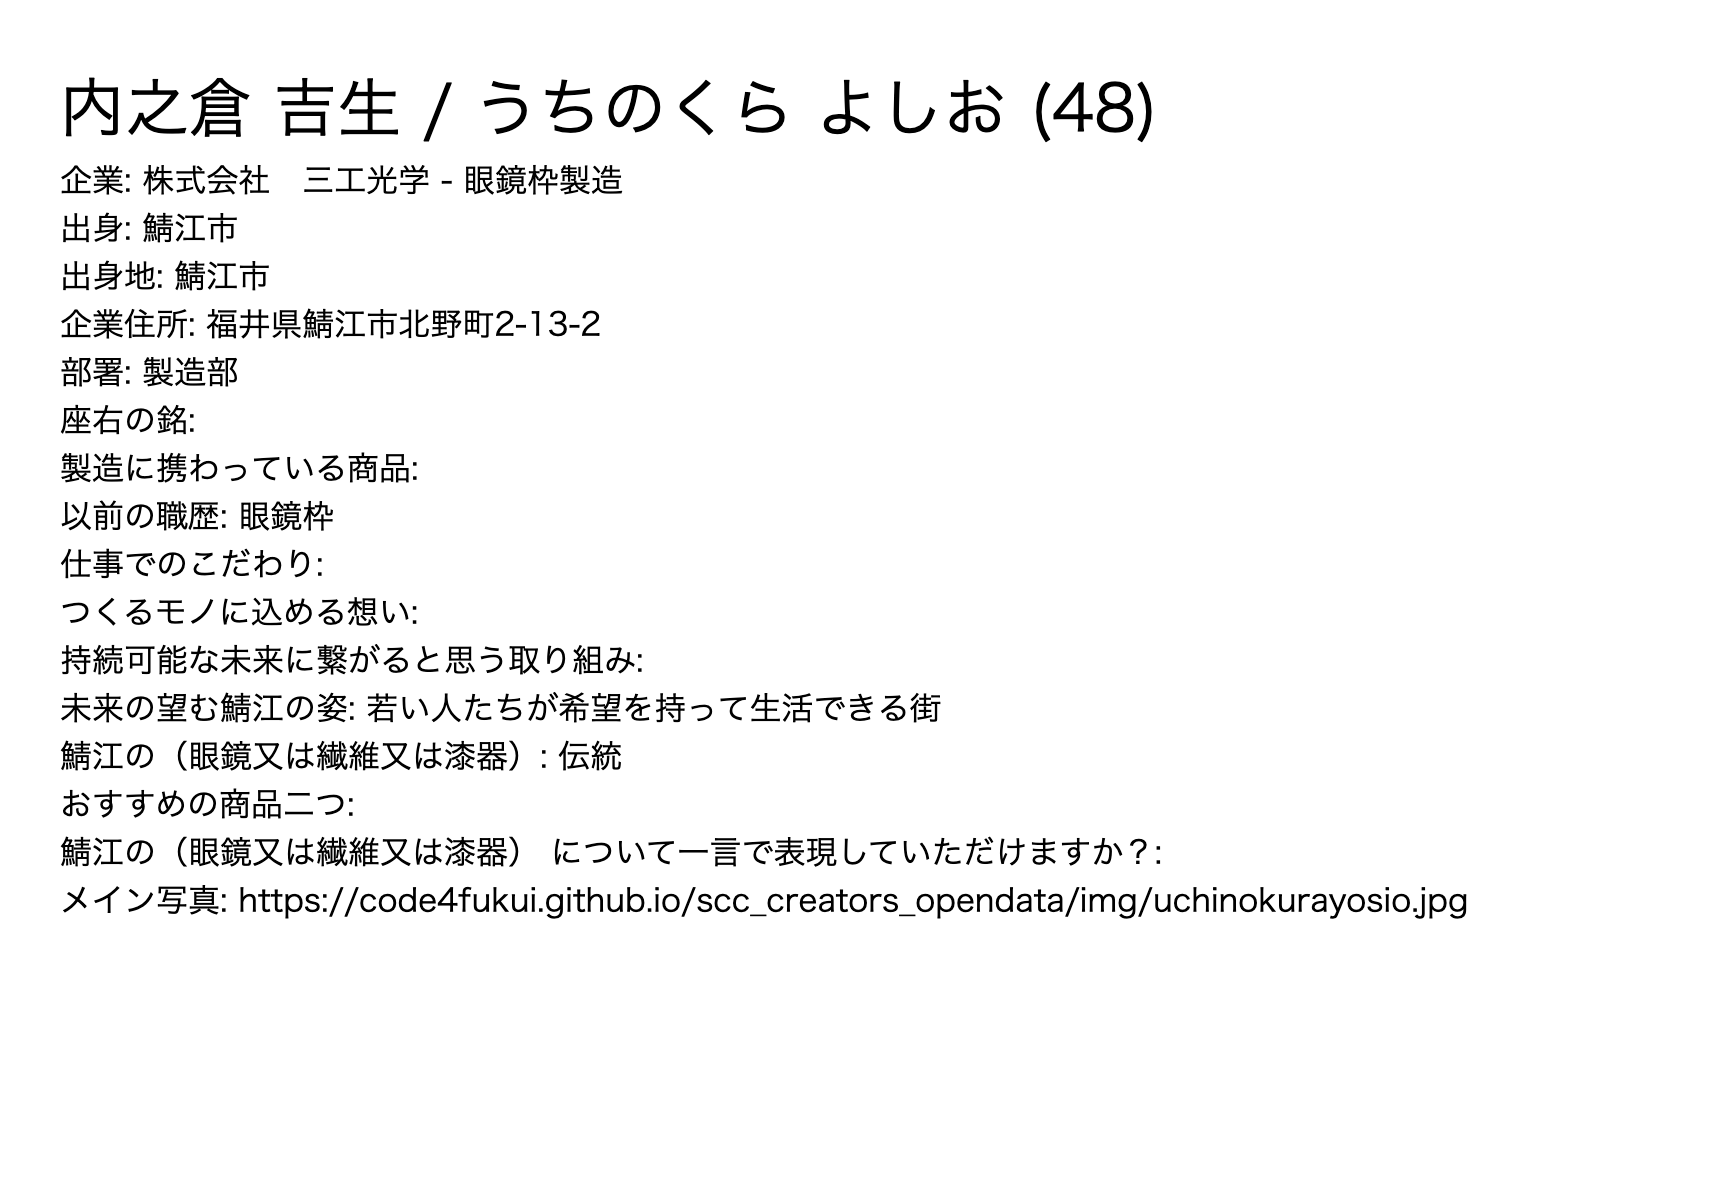 内之倉 吉生 / うちのくら よしお (48)
企業: 株式会社　三工光学 - 眼鏡枠製造
出身: 鯖江市
出身地: 鯖江市
企業住所: 福井県鯖江市北野町2-13-2
部署: 製造部
座右の銘:
製造に携わっている商品:
以前の職歴: 眼鏡枠
仕事でのこだわり:
つくるモノに込める想い:
持続可能な未来に繋がると思う取り組み:
未来の望む鯖江の姿: 若い人たちが希望を持って生活できる街
鯖江の（眼鏡又は繊維又は漆器）: 伝統
おすすめの商品二つ:
鯖江の（眼鏡又は繊維又は漆器） について一言で表現していただけますか？:
メイン写真: https://code4fukui.github.io/scc_creators_opendata/img/uchinokurayosio.jpg